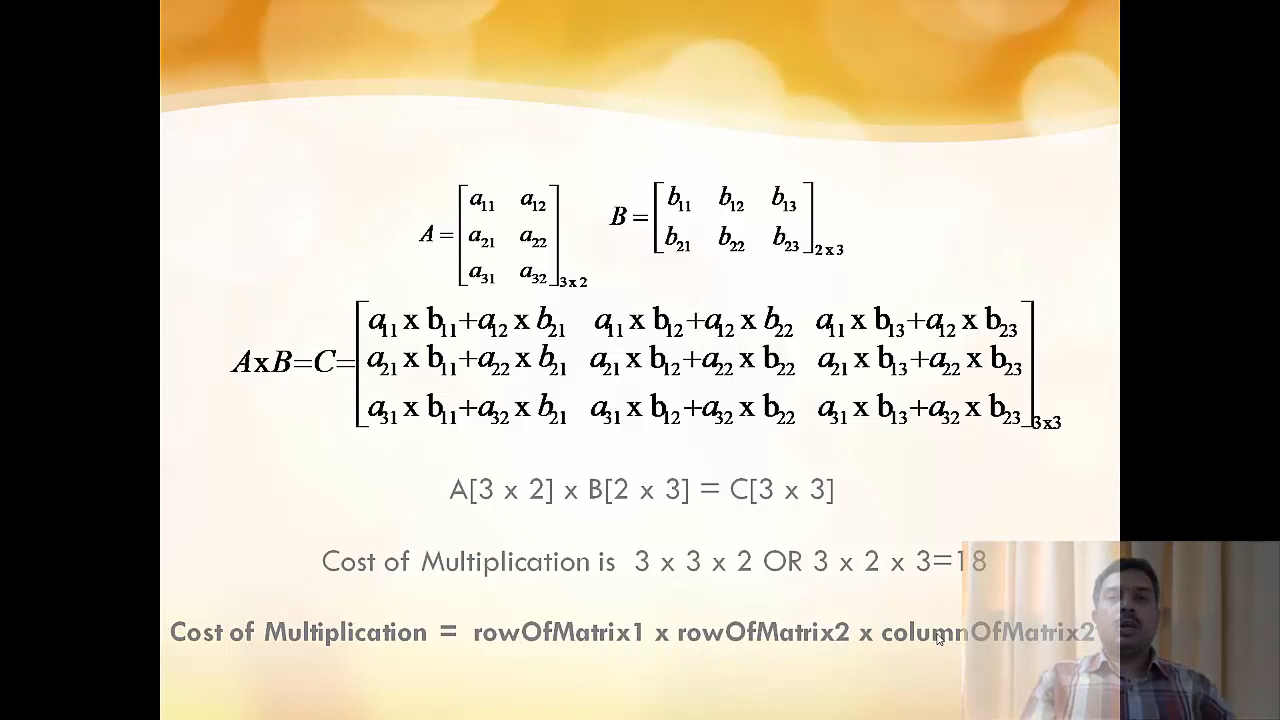 A = [a11 a12
a21 a22
a31 a32]3x2
B = [b11 b12 b13
b21 b22 b23]2x3
a11 x b11+a12 x b21 a11 x b12+a12 x b22 a11 x b13+a12 x b23
AxB=C= a21 x b11+a22 x b21 a21 x b12+a22 x b22 a21 x b13+a22 x b23
a31 x b11+a32 x b21 a31 x b12+a32 x b22 a31 x b13+a32 x b23 3x3
A[3 x 2] x B[2 x 3] = C[3 x 3]
Cost of Multiplication is 3 x 3 x 2 OR 3 x 2 x 3=18
Cost of Multiplication = rowOfMatrix1 x rowOfMatrix2 x columnOfMatrix2